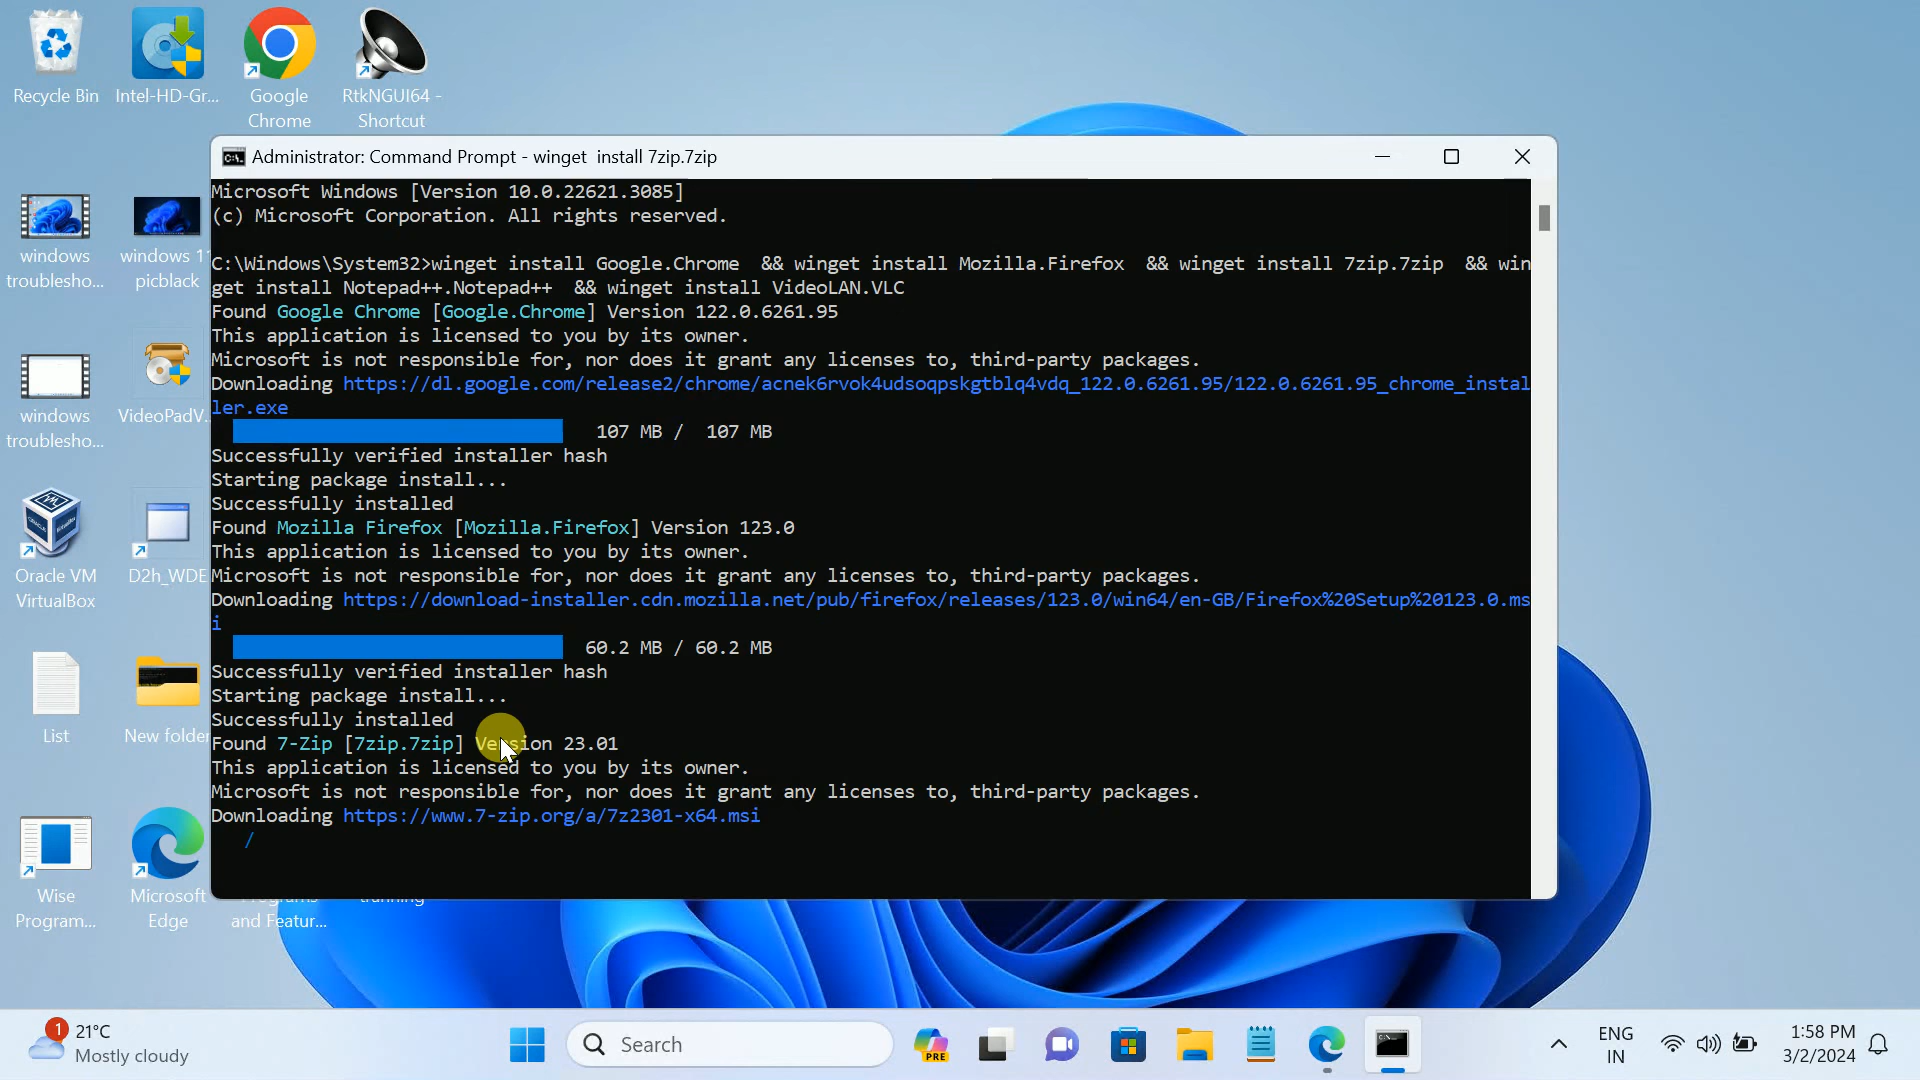 Recycle Bin
Intel-HD-Gr...
Google
Chrome
RtkNGUI64 -
Shortcut
windows
troublesho...
windows 11
picblack
windows
troublesho...
VideoPadV...
Oracle VM
VirtualBox
D2h_WDE
List
New folder
Wise
Program...
Microsoft
Edge
and Featur...
Administrator: Command Prompt - winget  install 7zip.7zip
Microsoft Windows [Version 10.0.22621.3085]
(c) Microsoft Corporation. All rights reserved.
C:\Windows\System32>winget install Google.Chrome  && winget install Mozilla.Firefox  && winget install 7zip.7zip  && win
get install Notepad++.Notepad++  && winget install VideoLAN.VLC
Found Google Chrome [Google.Chrome] Version 122.0.6261.95
This application is licensed to you by its owner.
Microsoft is not responsible for, nor does it grant any licenses to, third-party packages.
Downloading https://dl.google.com/release2/chrome/acnek6rvok4udsoqpskgtblq4vdq_122.0.6261.95/122.0.6261.95_chrome_instal
ler.exe
107 MB /  107 MB
Successfully verified installer hash
Starting package install...
Successfully installed
Found Mozilla Firefox [Mozilla.Firefox] Version 123.0
This application is licensed to you by its owner.
Microsoft is not responsible for, nor does it grant any licenses to, third-party packages.
Downloading https://download-installer.cdn.mozilla.net/pub/firefox/releases/123.0/win64/en-GB/Firefox%20Setup%20123.0.ms
i
60.2 MB / 60.2 MB
Successfully verified installer hash
Starting package install...
Successfully installed
Found 7-Zip [7zip.7zip] Version 23.01
This application is licensed to you by its owner.
Microsoft is not responsible for, nor does it grant any licenses to, third-party packages.
Downloading https://www.7-zip.org/a/7z2301-x64.msi
/
1
21°C
Mostly cloudy
Search
PRE
ENG
IN
1:58 PM
3/2/2024